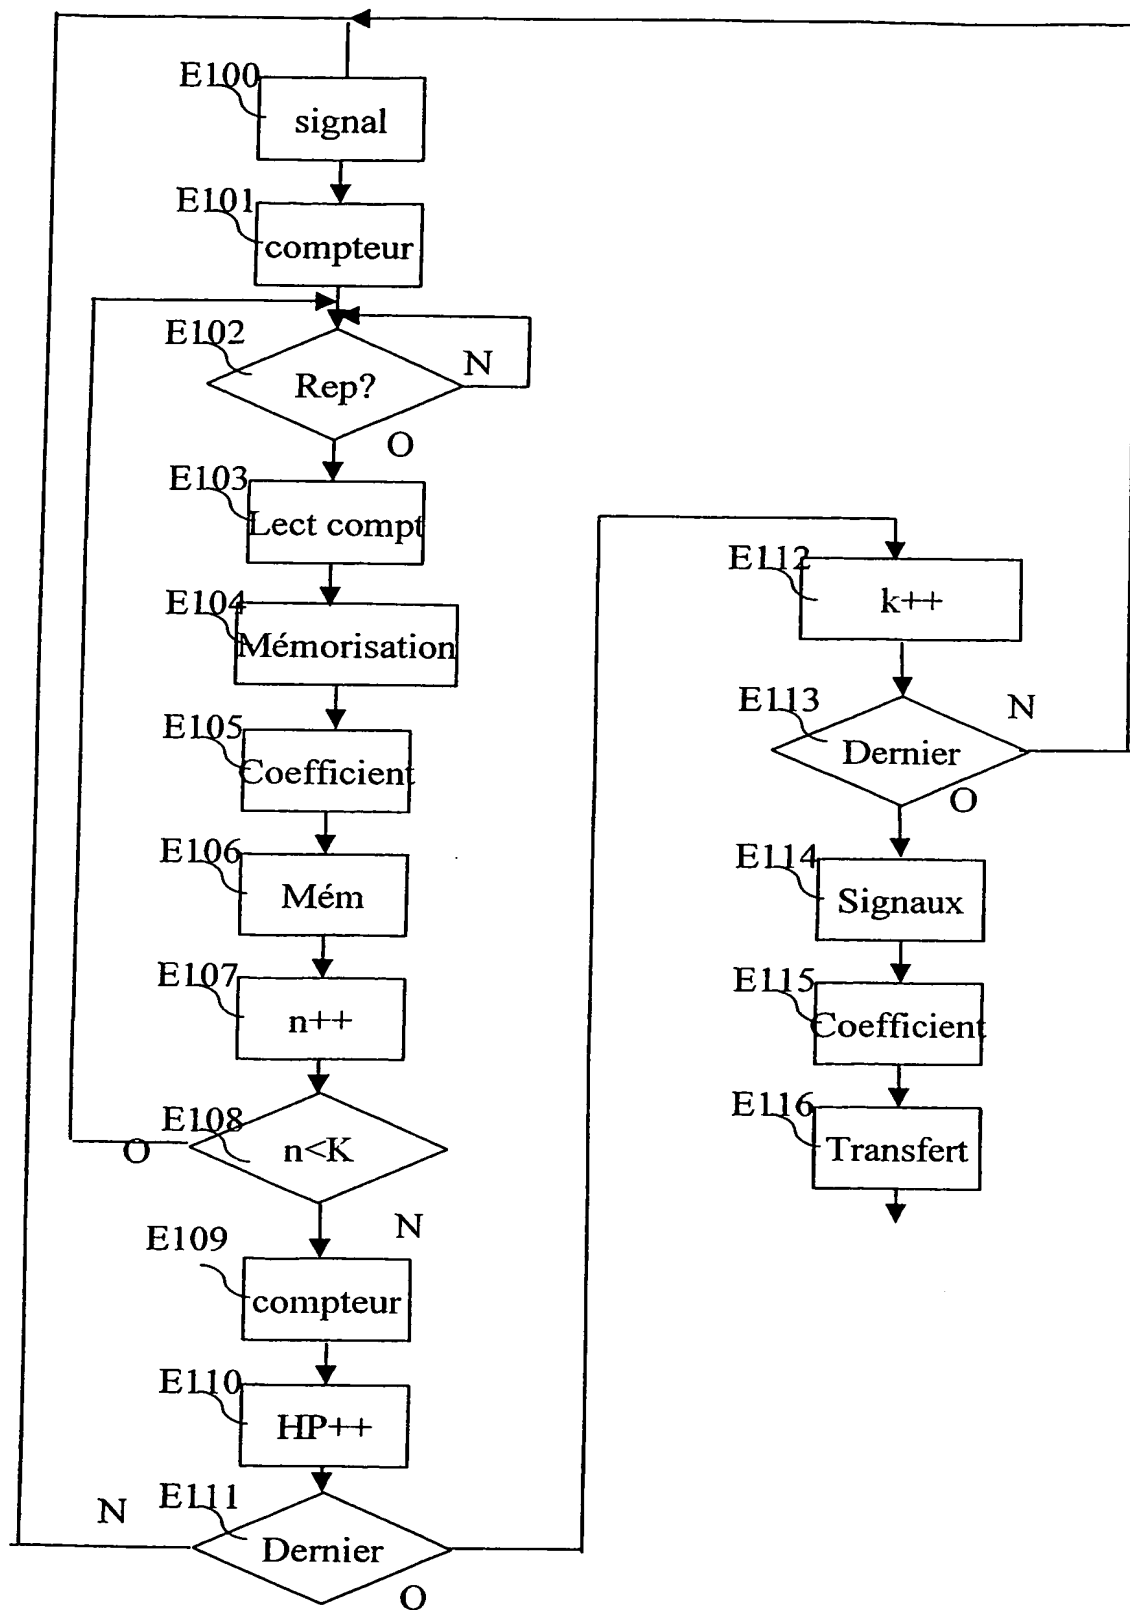 E100
signal
E101
compteur
E102
Rep?
N
O
E103
Lect compt
E104
Mémorisation
E105
Coefficient
E106
Mém
E107
n++
E108
n<K
O
N
E109
compteur
E110
HP++
E111
Dernier
N
O
E112
k++
E113
Dernier
N
O
E114
Signaux
E115
Coefficient
E116
Transfert